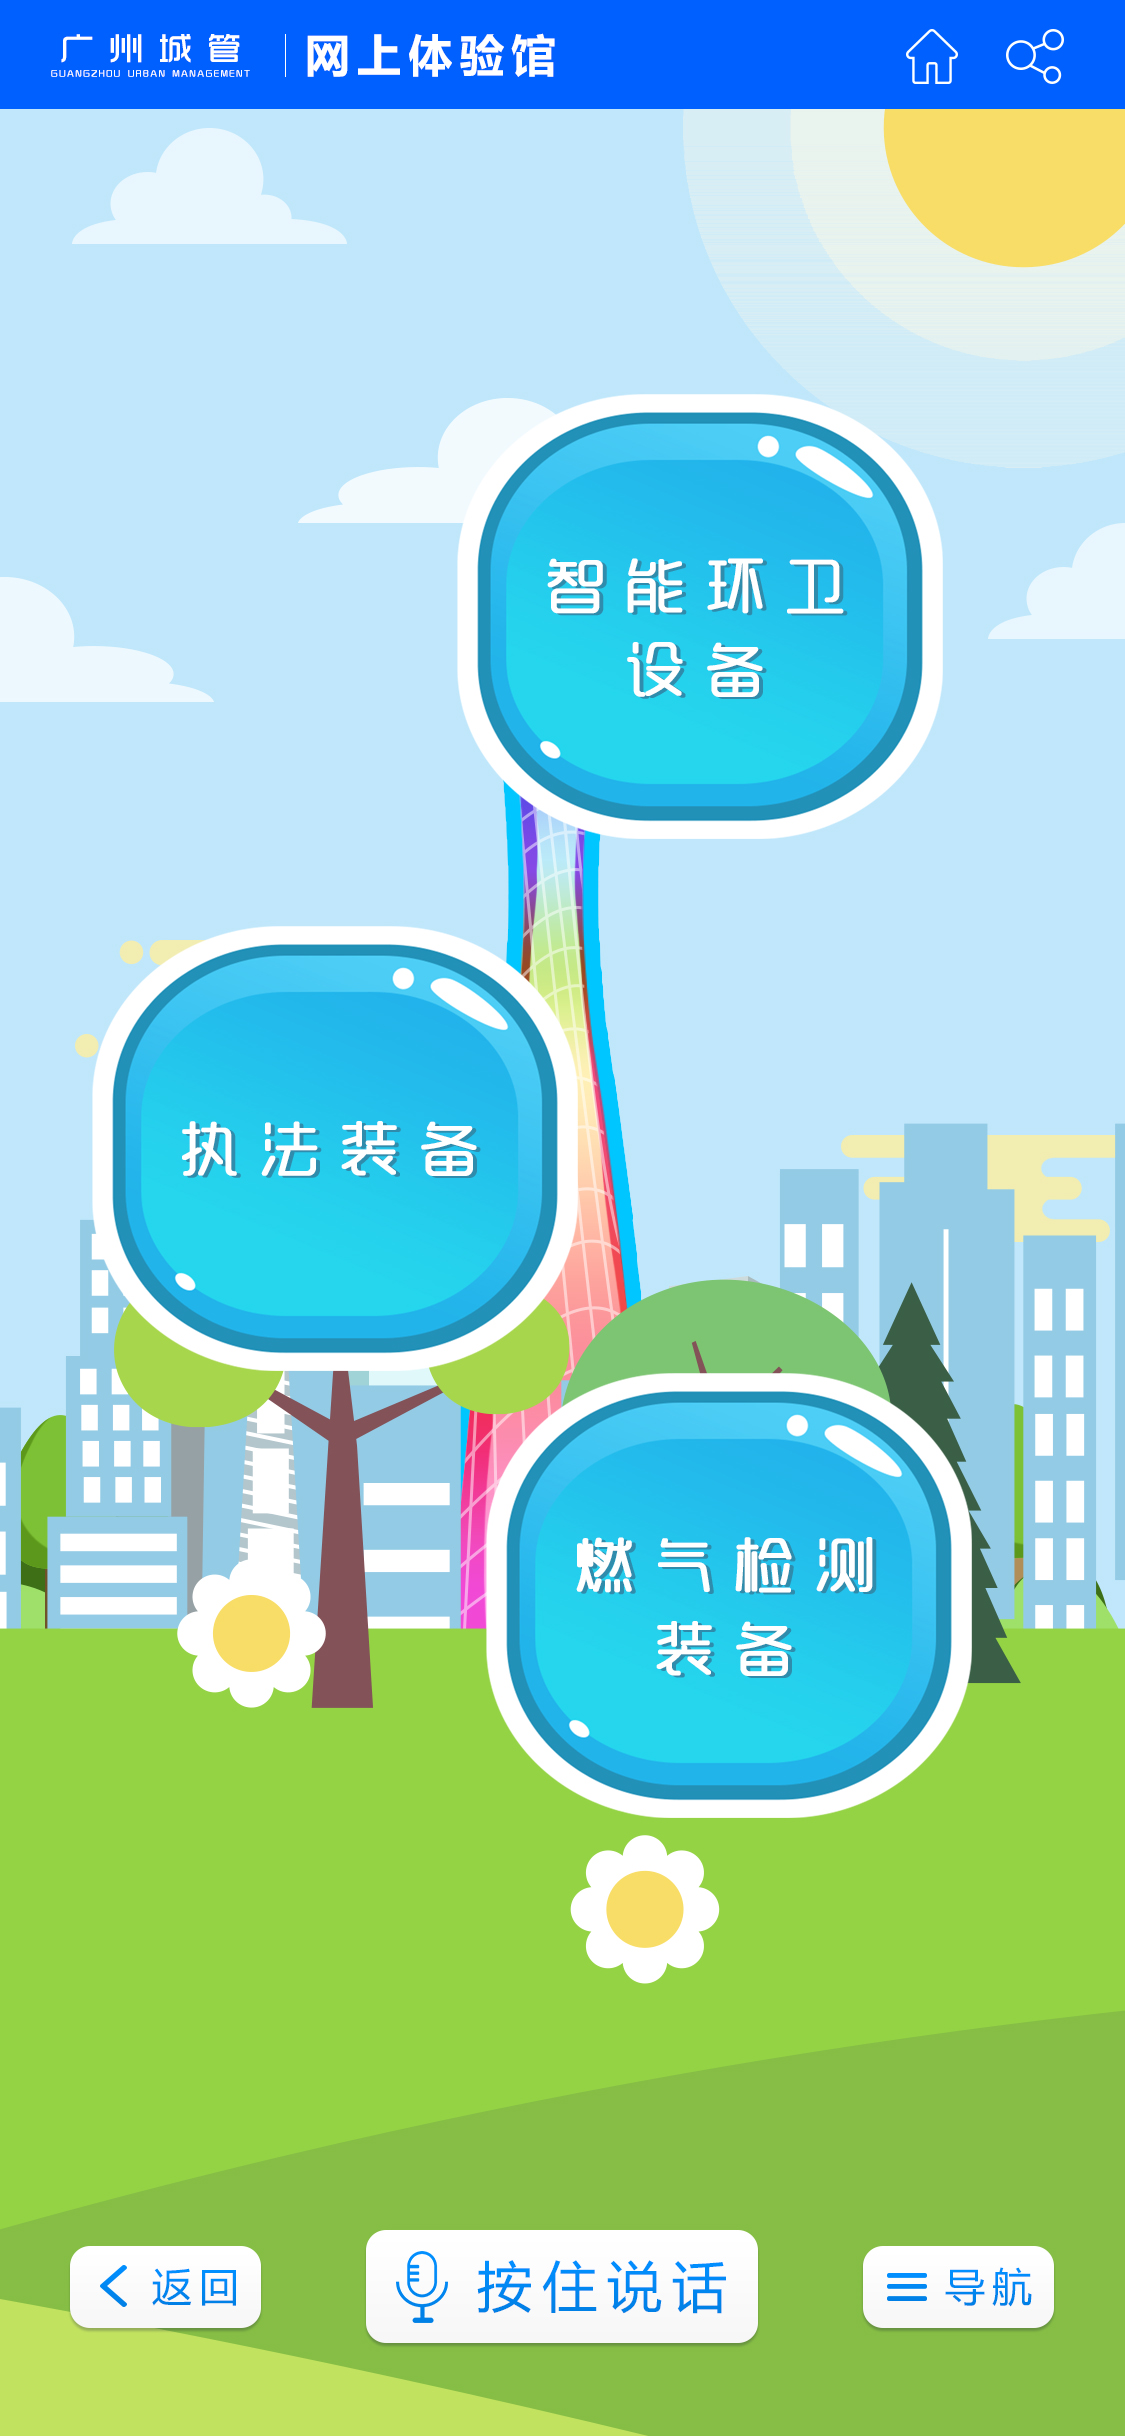 广州城管
GUANGZHOU URBAN MANAGEMENT
网上体验馆
智能环卫
设备
执法装备
燃气检测
装备
返回
按住说话
导航